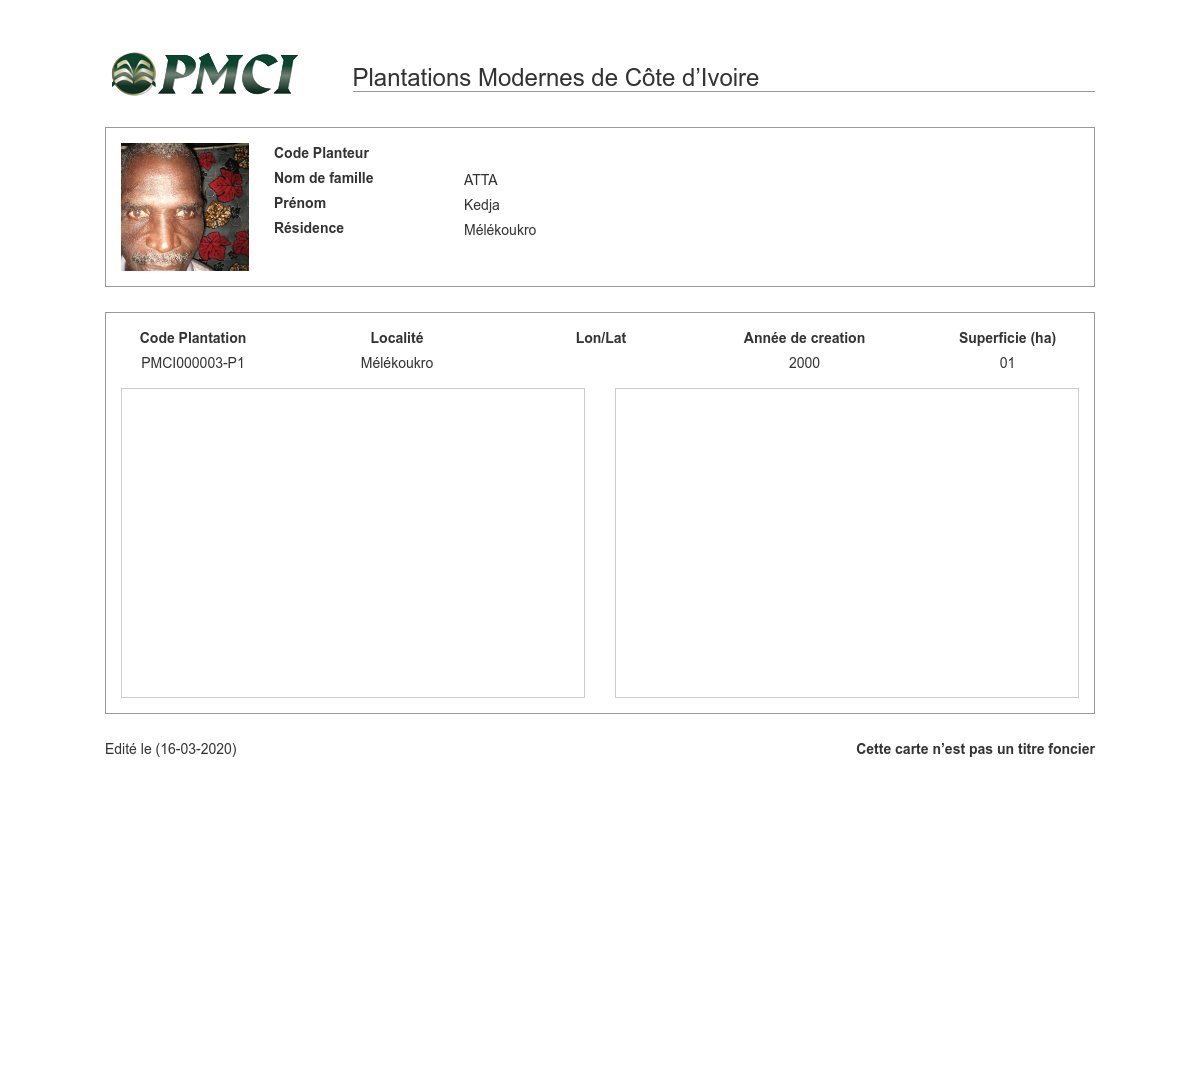 PMCI
Plantations Modernes de Côte d’Ivoire
Code Planteur
Nom de famille ATTA
Prénom Kedja
Résidence Mélékoukro
Code Plantation Localité Lon/Lat Année de creation Superficie (ha)
PMCI000003-P1 Mélékoukro 2000 01
Edité le (16-03-2020) Cette carte n’est pas un titre foncier